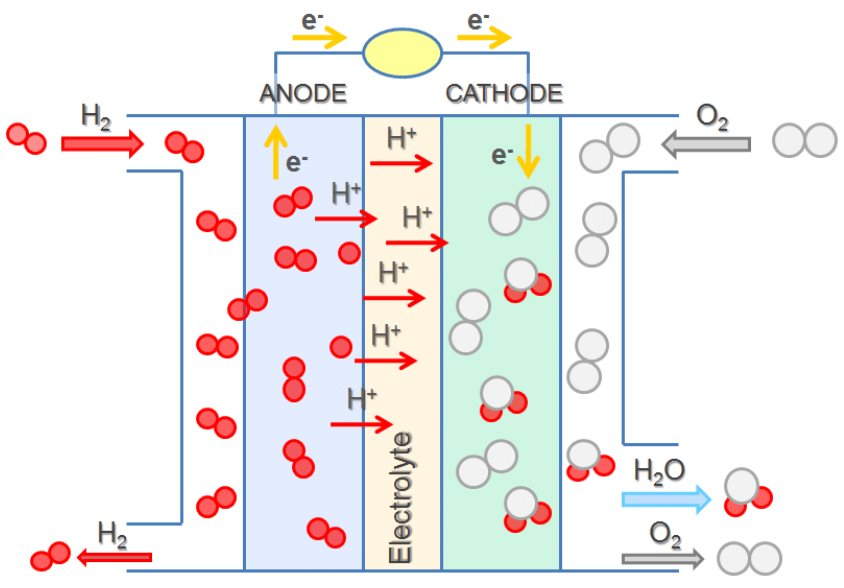 e⁻ e⁻
ANODE CATHODE
H₂ O₂
H⁺
e⁻ e⁻
H⁺
H⁺
H⁺
H⁺
H⁺
Electrolyte
H₂O
H₂ O₂